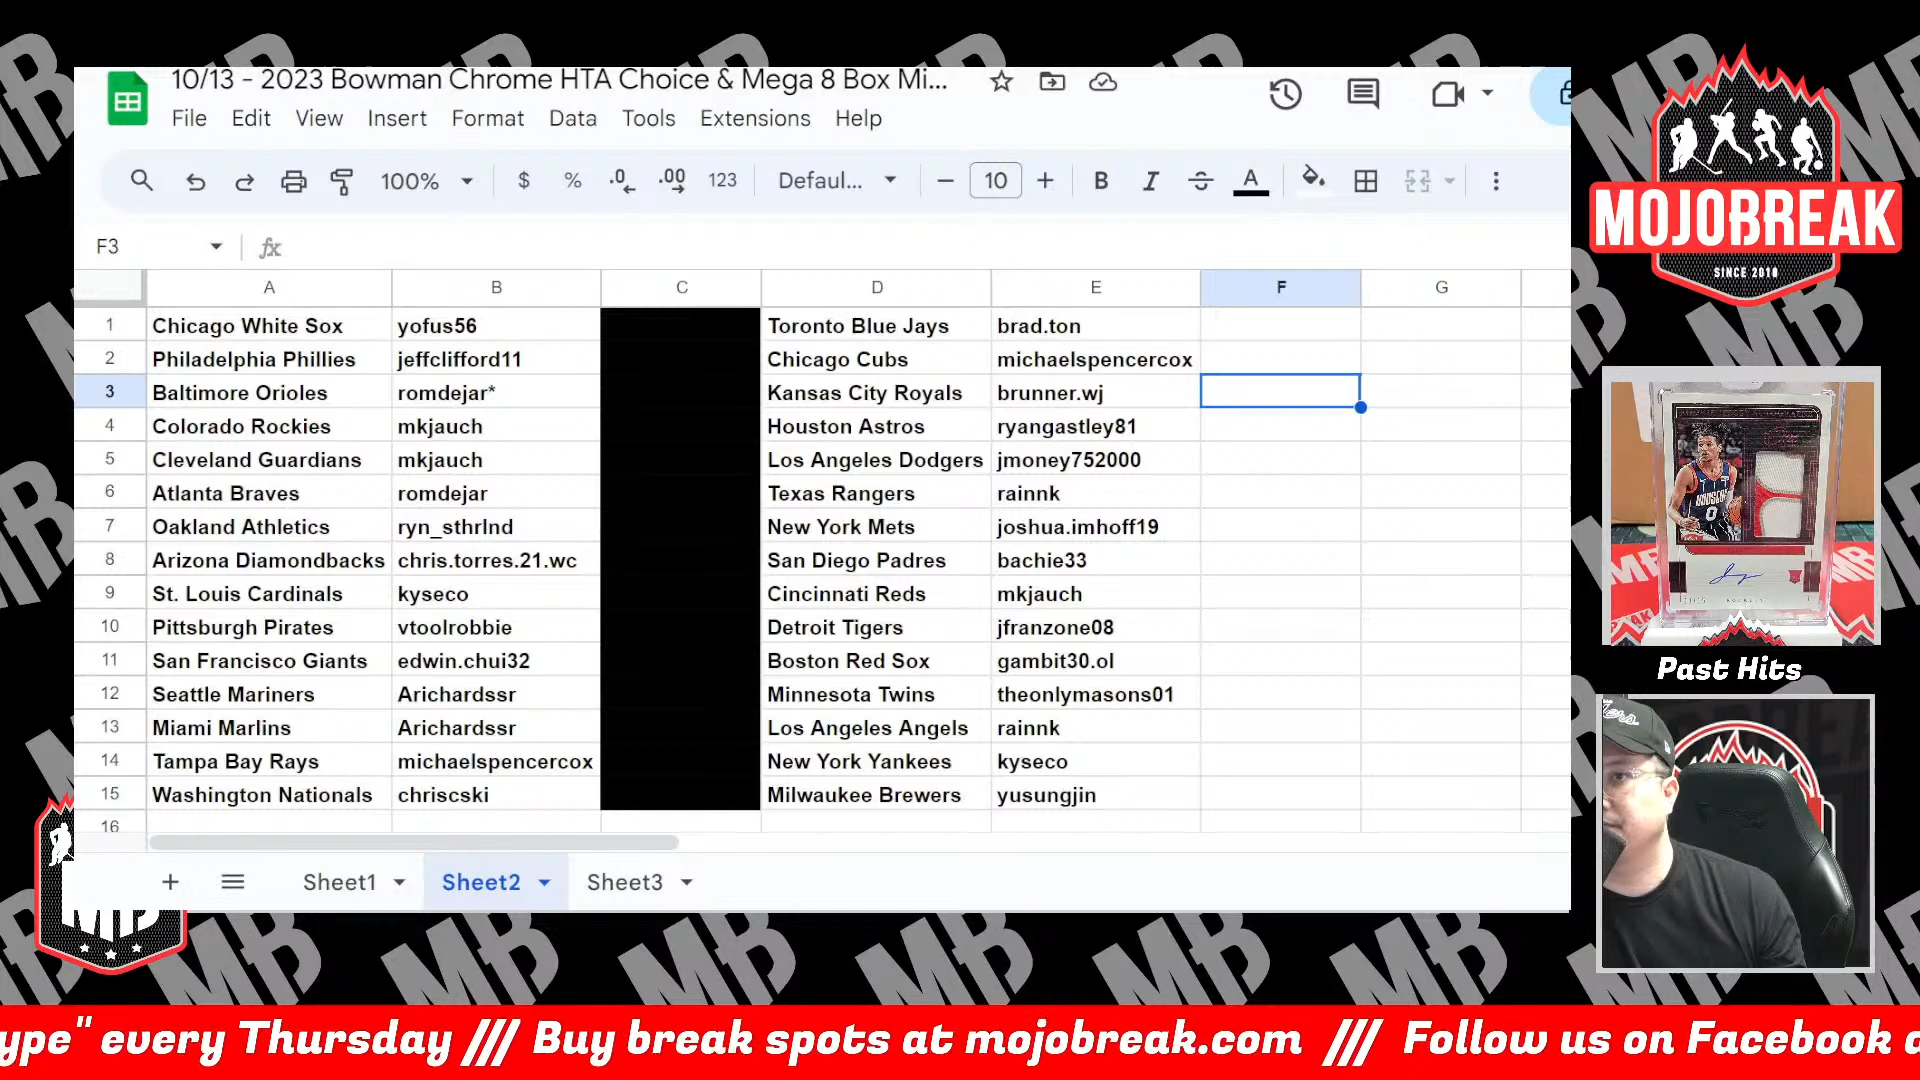 10/13 - 2023 Bowman Chrome HTA Choice & Mega 8 Box Mi...
File Edit View Insert Format Data Tools Extensions Help
100% $ % .0 .00 123 Defaul... 10 B I A
F3 fx
A B C D E F G
1 Chicago White Sox yofus56 Toronto Blue Jays brad.ton
2 Philadelphia Phillies jeffclifford11 Chicago Cubs michaelspencercox
3 Baltimore Orioles romdejar* Kansas City Royals brunner.wj
4 Colorado Rockies mkjauch Houston Astros ryangastley81
5 Cleveland Guardians mkjauch Los Angeles Dodgers jmoney752000
6 Atlanta Braves romdejar Texas Rangers rainnk
7 Oakland Athletics ryn_sthrlnd New York Mets joshua.imhoff19
8 Arizona Diamondbacks chris.torres.21.wc San Diego Padres bachie33
9 St. Louis Cardinals kyseco Cincinnati Reds mkjauch
10 Pittsburgh Pirates vtoolrobbie Detroit Tigers jfranzone08
11 San Francisco Giants edwin.chui32 Boston Red Sox gambit30.ol
12 Seattle Mariners Arichardssr Minnesota Twins theonlymasons01
13 Miami Marlins Arichardssr Los Angeles Angels rainnk
14 Tampa Bay Rays michaelspencercox New York Yankees kyseco
15 Washington Nationals chriscski Milwaukee Brewers yusungjin
16
Sheet1 Sheet2 Sheet3
MOJOBREAK
SINCE 2010
Past Hits
MB
ype" every Thursday /// Buy break spots at mojobreak.com /// Follow us on Facebook